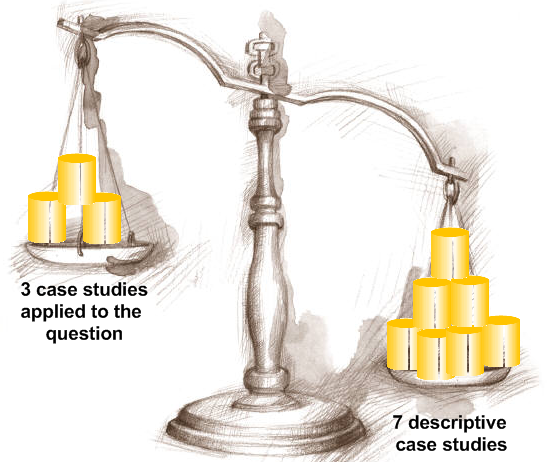 3 case studies
applied to the
question
7 descriptive
case studies